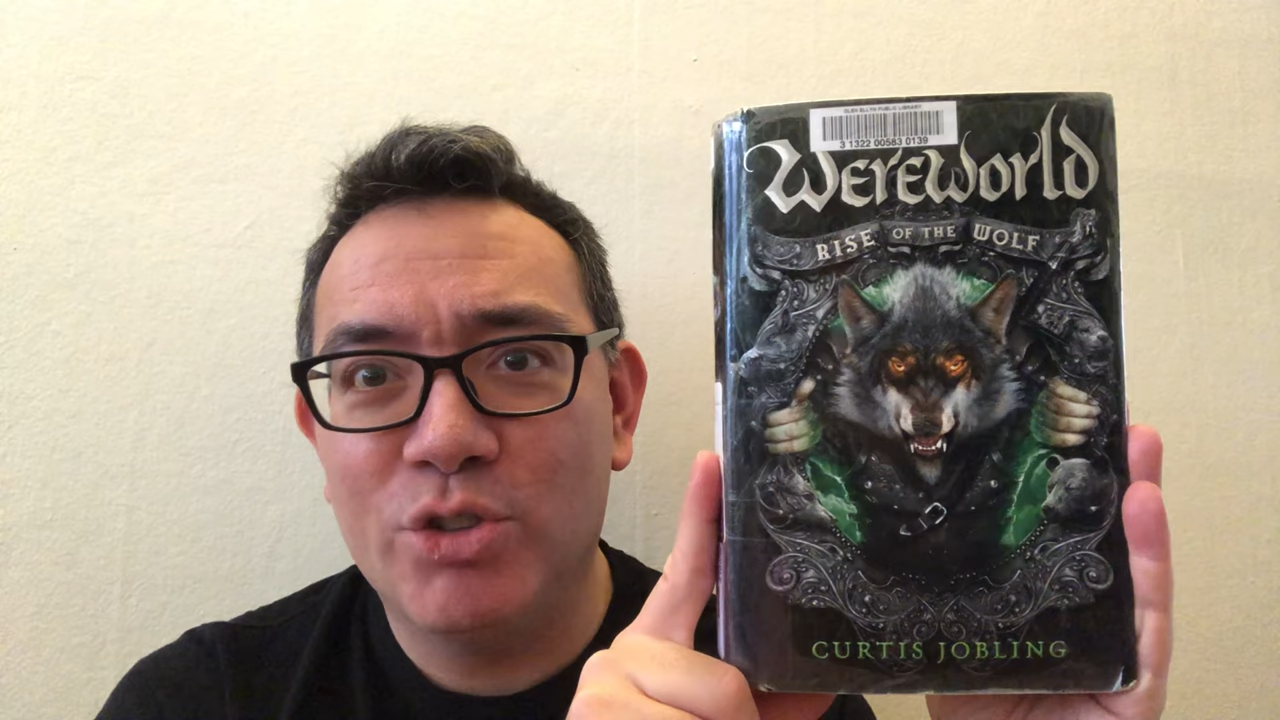 GLEN ELLYN PUBLIC LIBRARY
3 1322 00583 0139
Wereworld
RISE OF THE WOLF
CURTIS JOBLING